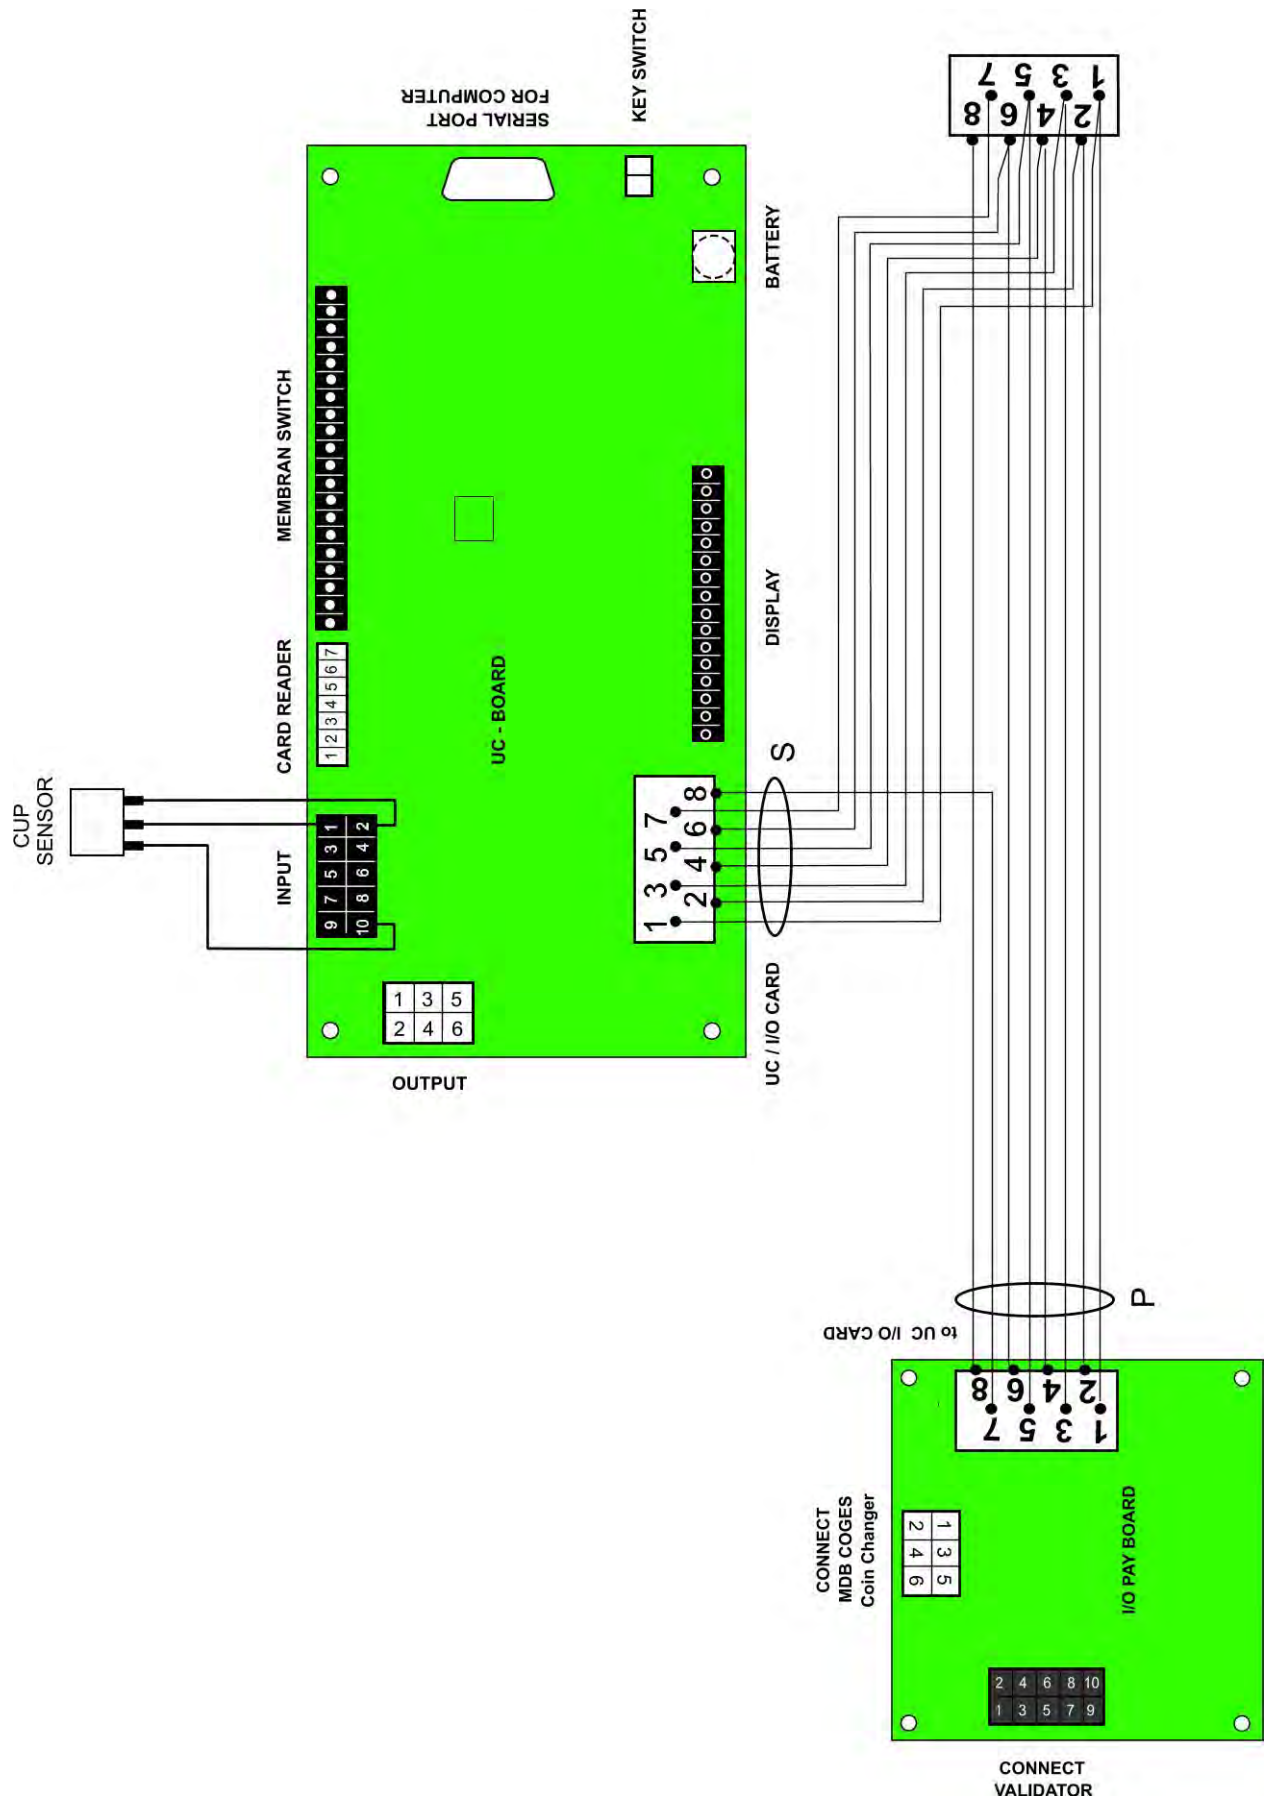 KEY SWITCH
SERIAL PORT
FOR COMPUTER
7 5 3 1
8 6 4 2
BATTERY
MEMBRAN SWITCH
DISPLAY
CARD READER
1 2 3 4 5 6 7
UC - BOARD
CUP
SENSOR
INPUT
9 7 5 3 1
10 8 6 4 2
1 3 5 7
2 4 6 8
S
UC / I/O CARD
1 3 5
2 4 6
OUTPUT
P
to UC I/O CARD
8 6 4 2
7 5 3 1
CONNECT
MDB COGES
Coin Changer
2 4 6
1 3 5
I/O PAY BOARD
2 4 6 8 10
1 3 5 7 9
CONNECT
VALIDATOR